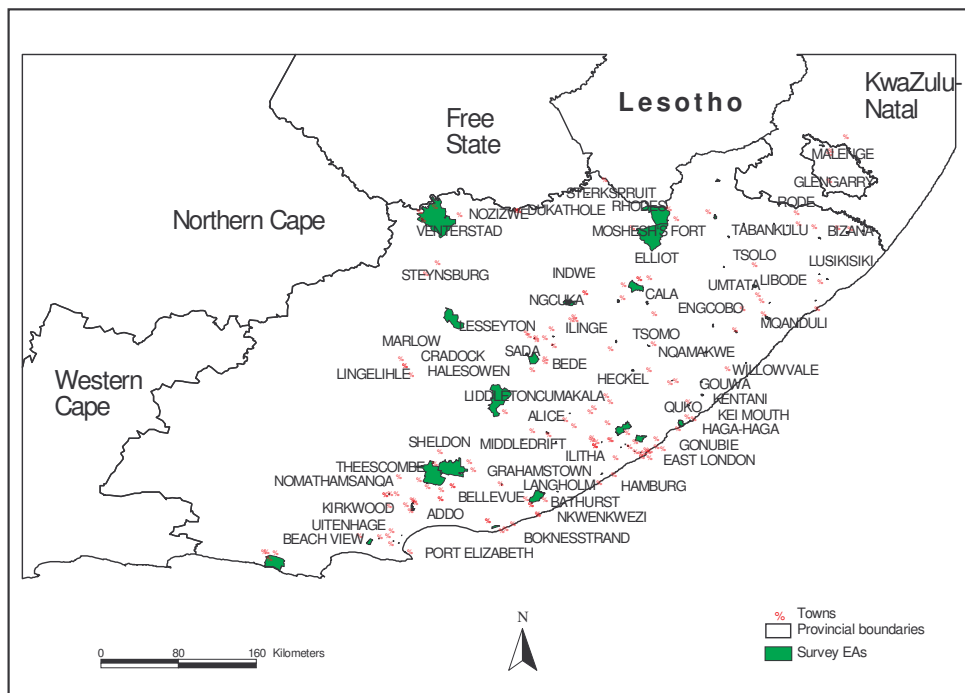 KwaZulu-
Natal
Lesotho
Free
State
MALENGE
GLENGARRY
STERKSPRUIT
RHODES
RODE
Northern Cape
NOZIZWE
DUKATHOLE
VENTERSTAD
MOSHESH'S FORT
TABANKULU
BIZANA
ELLIOT
TSOLO
LUSIKISIKI
STEYNSBURG
INDWE
UMTATA
LIBODE
NGCUKA
CALA
ENGCOBO
MQANDULI
LESSEYTON
ILINGE
TSOMO
MARLOW
CRADOCK
SADA
NQAMAKWE
HALESOWEN
BEDE
WILLOWVALE
LINGELIHLE
HECKEL
GOUWA
Western
Cape
LIDDLETON
CUMAKALA
KENTANI
QUKO
ALICE
KEI MOUTH
HAGA-HAGA
SHELDON
MIDDLEDRIFT
GONUBIE
ILITHA
EAST LONDON
THEESCOMBE
GRAHAMSTOWN
NOMATHAMSANQA
LANGHOLM
HAMBURG
BELLEVUE
BATHURST
KIRKWOOD
ADDO
NKWENKWEZI
UITENHAGE
BOKNESSTRAND
BEACH VIEW
PORT ELIZABETH
N
% Towns
Provincial boundaries
Survey EAs
0 80 160 Kilometers